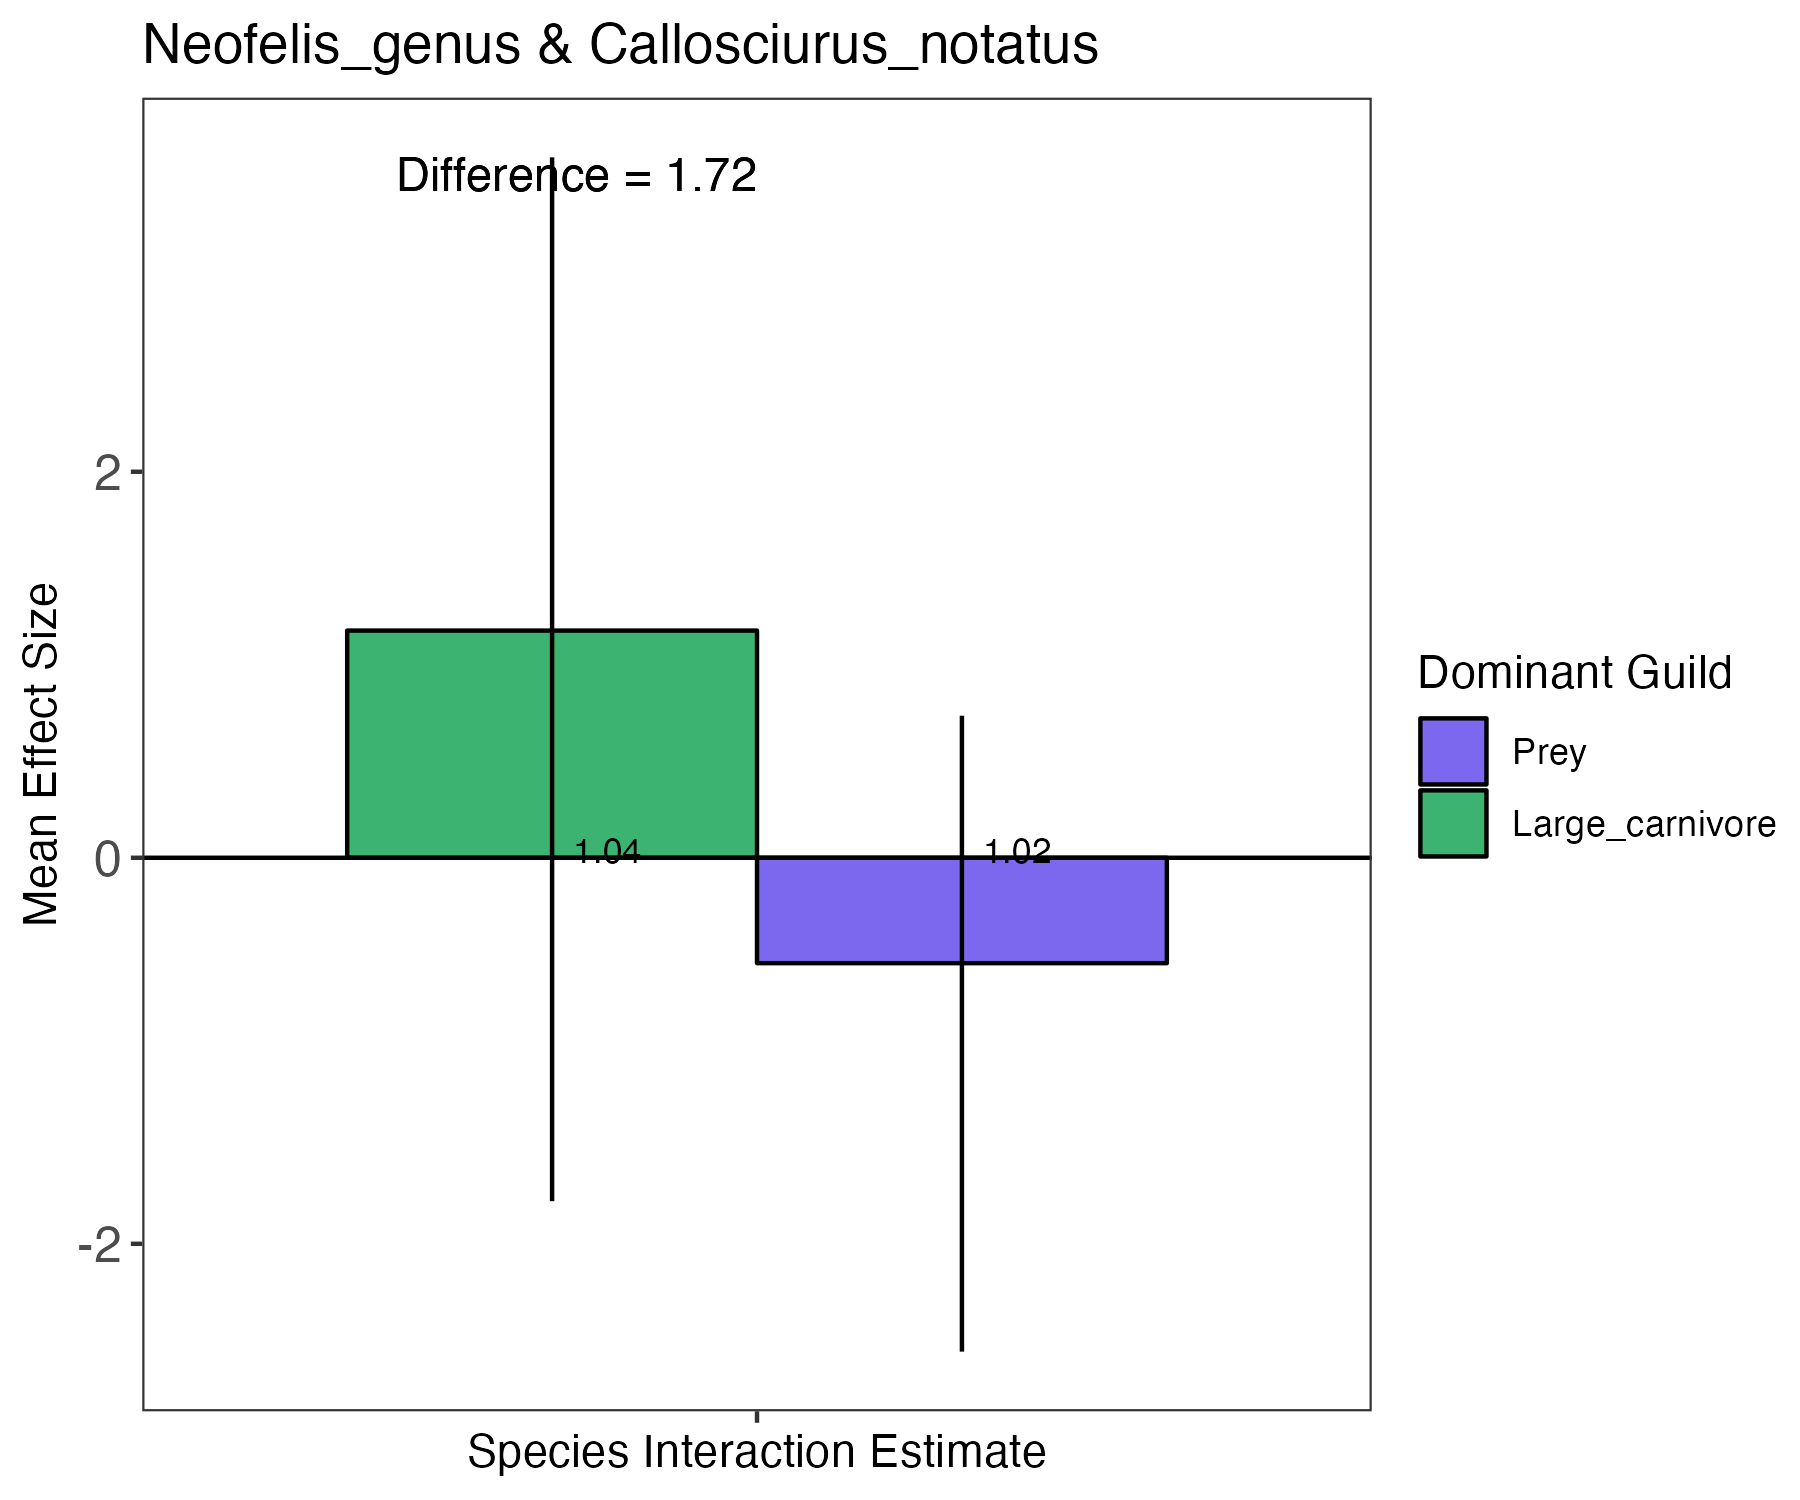 Neofelis_genus & Callosciurus_notatus
Difference = 1.72
2
0
-2
Mean Effect Size
1.04
1.02
Species Interaction Estimate
Dominant Guild
Prey
Large_carnivore